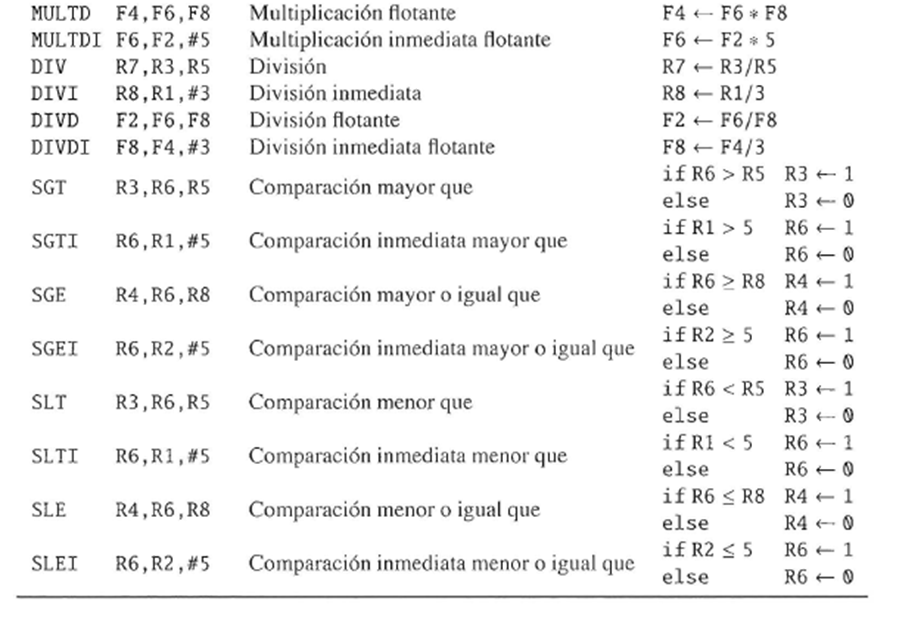 MULTD F4,F6,F8 Multiplicación flotante F4 ← F6 * F8
MULTDI F6,F2,#5 Multiplicación inmediata flotante F6 ← F2 * 5
DIV R7,R3,R5 División R7 ← R3/R5
DIVI R8,R1,#3 División inmediata R8 ← R1/3
DIVD F2,F6,F8 División flotante F2 ← F6/F8
DIVDI F8,F4,#3 División inmediata flotante F8 ← F4/3
SGT R3,R6,R5 Comparación mayor que if R6 > R5 R3 ← 1
else R3 ← 0
SGTI R6,R1,#5 Comparación inmediata mayor que if R1 > 5 R6 ← 1
else R6 ← 0
SGE R4,R6,R8 Comparación mayor o igual que if R6 ≥ R8 R4 ← 1
else R4 ← 0
SGEI R6,R2,#5 Comparación inmediata mayor o igual que if R2 ≥ 5 R6 ← 1
else R6 ← 0
SLT R3,R6,R5 Comparación menor que if R6 < R5 R3 ← 1
else R3 ← 0
SLTI R6,R1,#5 Comparación inmediata menor que if R1 < 5 R6 ← 1
else R6 ← 0
SLE R4,R6,R8 Comparación menor o igual que if R6 ≤ R8 R4 ← 1
else R4 ← 0
SLEI R6,R2,#5 Comparación inmediata menor o igual que if R2 ≤ 5 R6 ← 1
else R6 ← 0